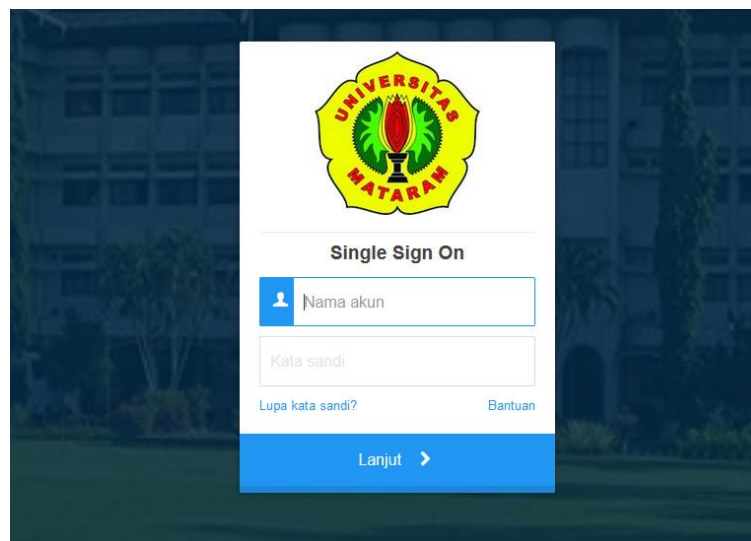 UNIVERSITAS
MATARAM
Single Sign On
Nama akun
Kata sandi
Lupa kata sandi? Bantuan
Lanjut